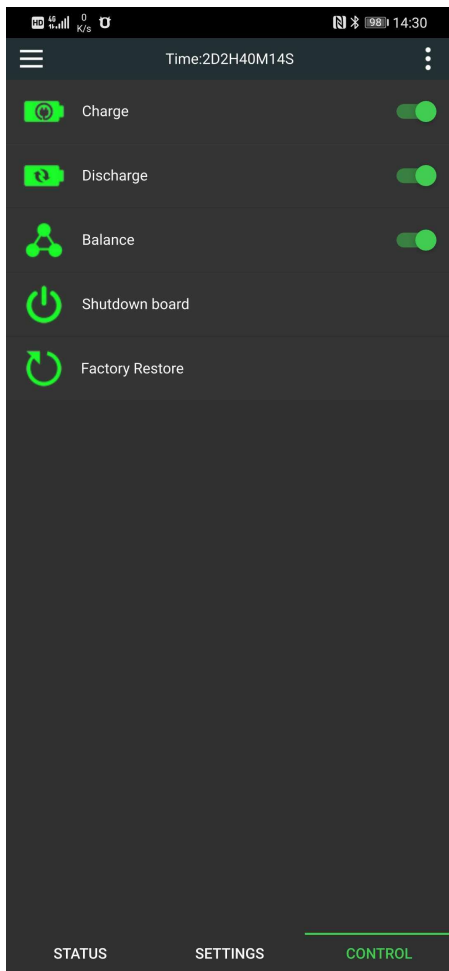 HD 4G 0 K/s 98 14:30
Time:2D2H40M14S
Charge
Discharge
Balance
Shutdown board
Factory Restore
STATUS SETTINGS CONTROL